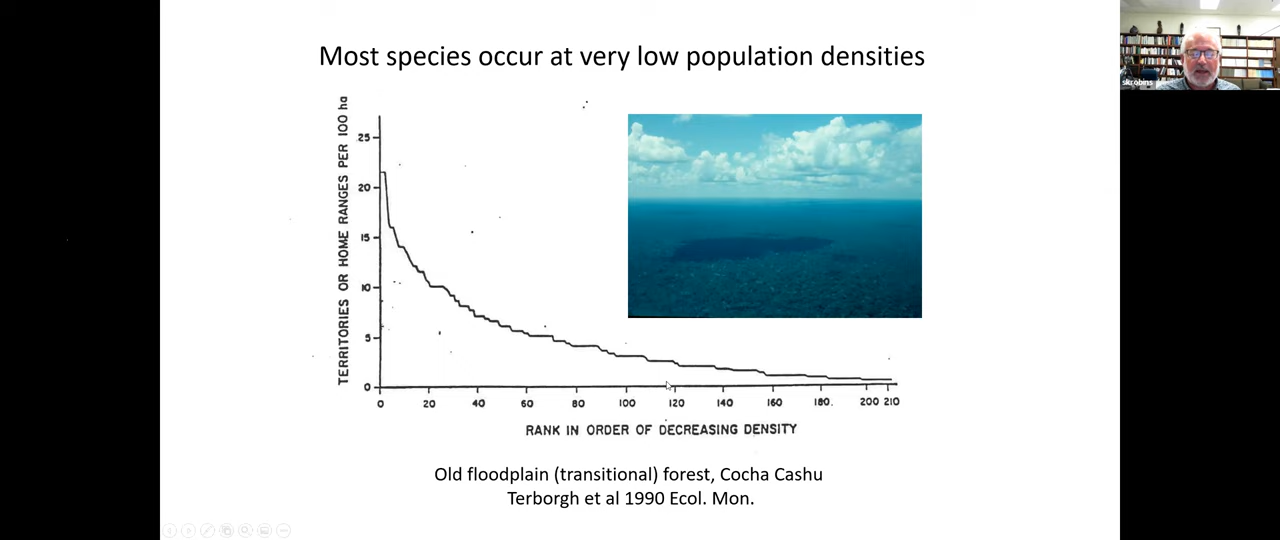 Most species occur at very low population densities
skrobins
TERRITORIES OR HOME RANGES PER 100 ha
25
20
15
10
5
0
0 20 40 60 80 100 120 140 160 180. 200 210
RANK IN ORDER OF DECREASING DENSITY
Old floodplain (transitional) forest, Cocha Cashu
Terborgh et al 1990 Ecol. Mon.